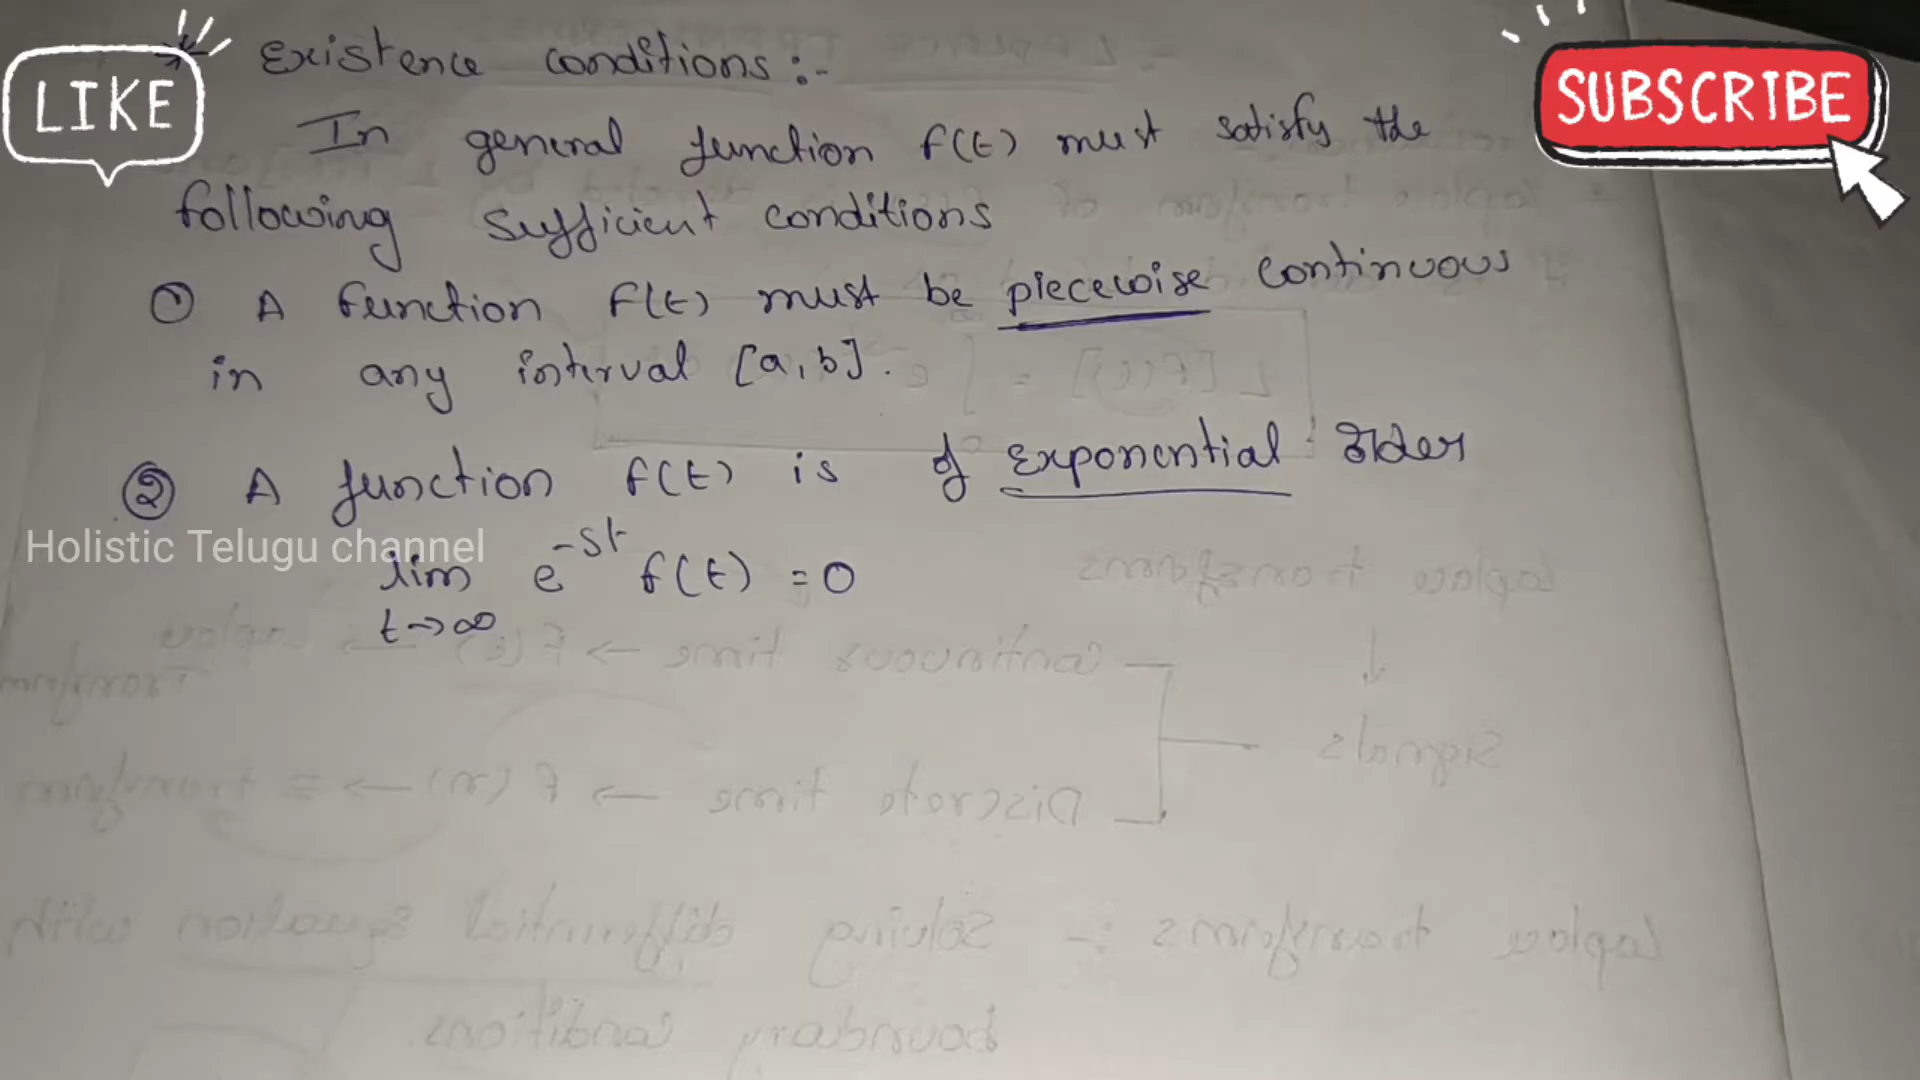 * Existence conditions :-
LIKE
SUBSCRIBE
In general function f(t) must satisfy the
following sufficient conditions
① A function f(t) must be piecewise continuous
in any interval [a, b].
② A function f(t) is of exponential order
Holistic Telugu channel
lim e^-st f(t) = 0
t→∞